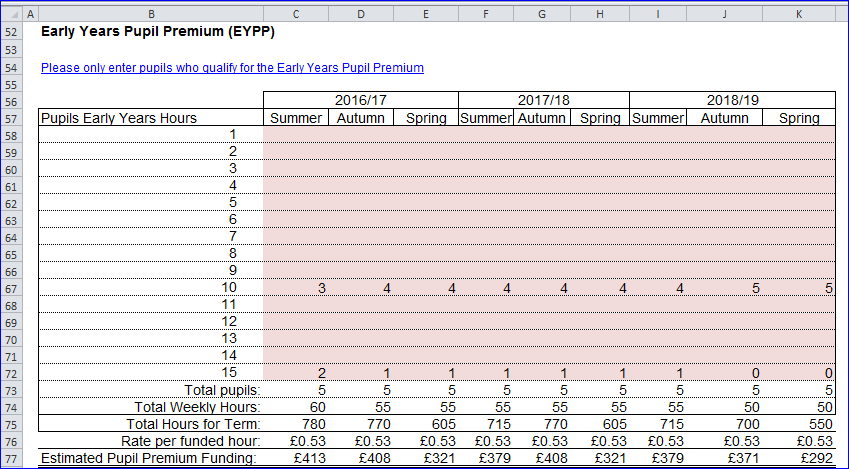 A B C D E F G H I J K
52 Early Years Pupil Premium (EYPP)
53
54 Please only enter pupils who qualify for the Early Years Pupil Premium
55
56 2016/17 2017/18 2018/19
57 Pupils Early Years Hours Summer Autumn Spring Summer Autumn Spring Summer Autumn Spring
58 1
59 2
60 3
61 4
62 5
63 6
64 7
65 8
66 9
67 10 3 4 4 4 4 4 4 5 5
68 11
69 12
70 13
71 14
72 15 2 1 1 1 1 1 1 0 0
73 Total pupils: 5 5 5 5 5 5 5 5 5
74 Total Weekly Hours: 60 55 55 55 55 55 55 50 50
75 Total Hours for Term: 780 770 605 715 770 605 715 700 550
76 Rate per funded hour: £0.53 £0.53 £0.53 £0.53 £0.53 £0.53 £0.53 £0.53 £0.53
77 Estimated Pupil Premium Funding: £413 £408 £321 £379 £408 £321 £379 £371 £292